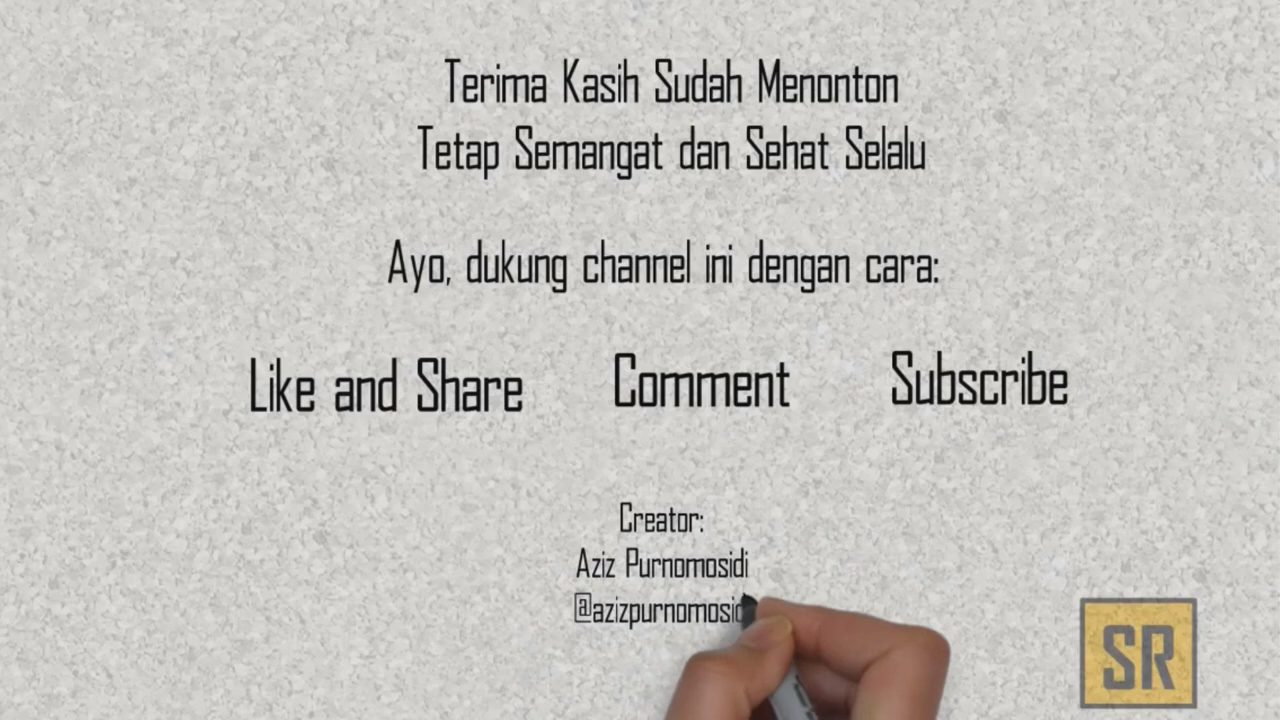 Terima Kasih Sudah Menonton
Tetap Semangat dan Sehat Selalu
Ayo, dukung channel ini dengan cara:
Like and Share Comment Subscribe
Creator:
Aziz Purnomosidi
SR